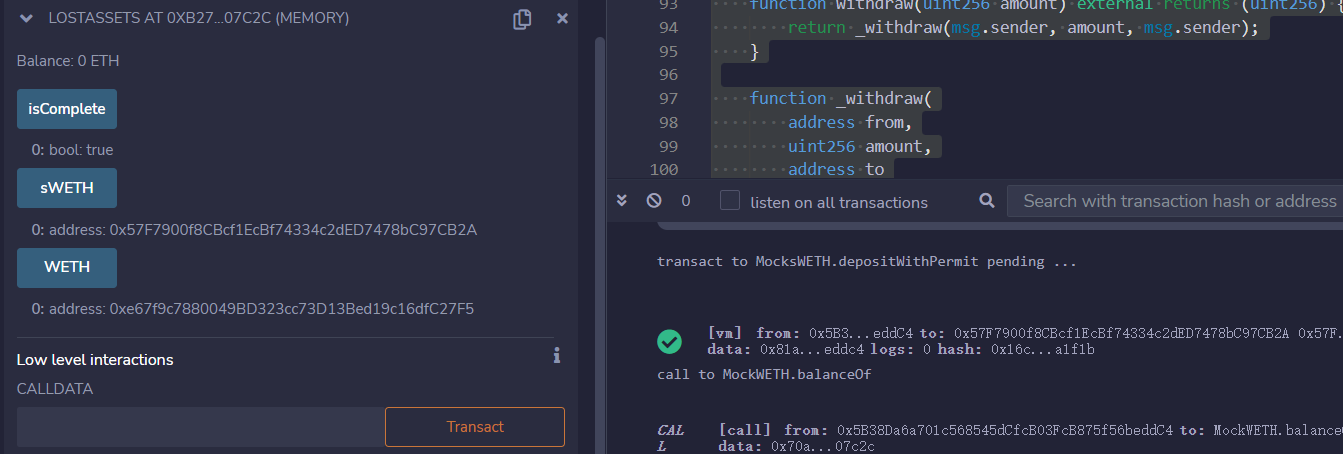 LOSTASSETS AT 0XB27...07C2C (MEMORY)
Balance: 0 ETH
isComplete
0: bool: true
sWETH
0: address: 0x57F7900f8CBcf1EcBf74334c2dED7478bC97CB2A
WETH
0: address: 0xe67f9c7880049BD323cc73D13Bed19c16dfC27F5
Low level interactions
CALLDATA
Transact
93 function withdraw(uint256 amount) external returns (uint256) {
94 return _withdraw(msg.sender, amount, msg.sender);
95 }
96
97 function _withdraw(
98 address from,
99 uint256 amount,
100 address to
0 listen on all transactions Search with transaction hash or address
transact to MocksWETH.depositWithPermit pending ...
[vm] from: 0x5B3...eddC4 to: 0x57F7900f8CBcf1EcBf74334c2dED7478bC97CB2A 0x57F.
data: 0x81a...eddc4 logs: 0 hash: 0x16c...a1f1b
call to MockWETH.balanceOf
CAL
L
[call] from: 0x5B38Da6a701c568545dCfcB03FcB875f56beddC4 to: MockWETH.balance
data: 0x70a...07c2c